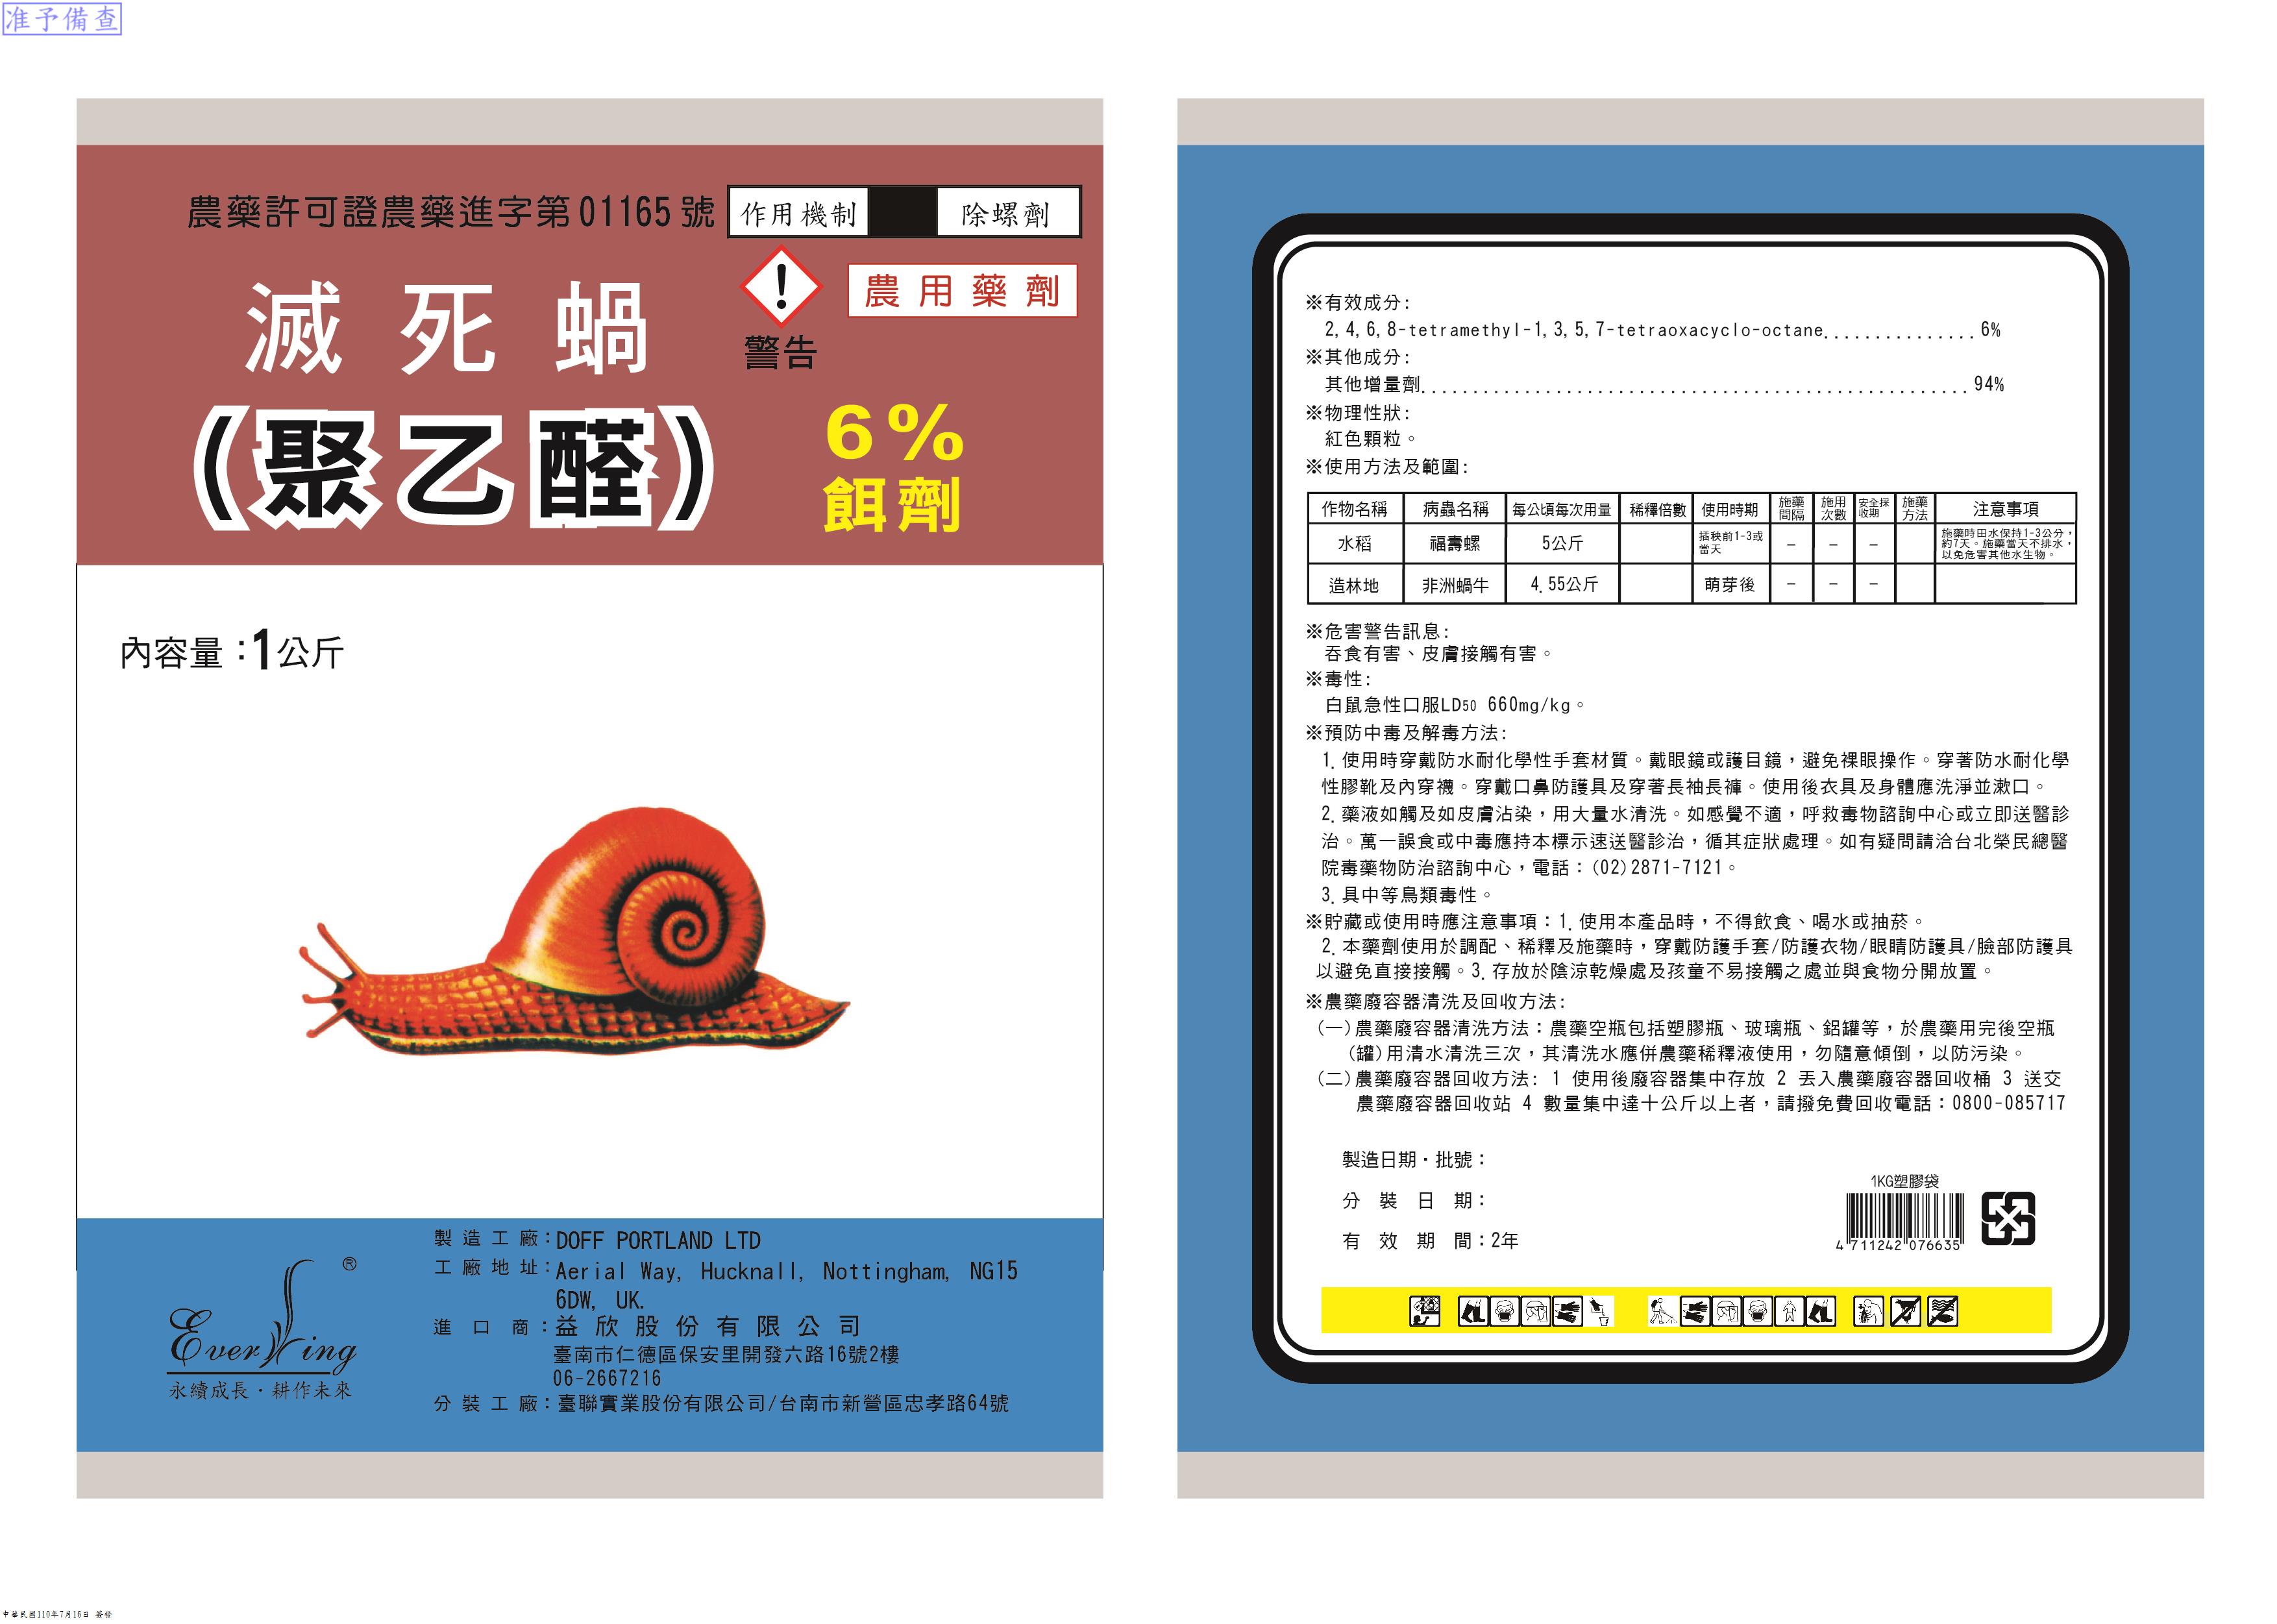 准予備查
農藥許可證農藥進字第01165號
作用機制 除螺劑
農用藥劑
警告
滅死蝸
(聚乙醛)
6%
餌劑
內容量：1公斤
Everwing®
永續成長・耕作未來
製造工廠：DOFF PORTLAND LTD
工廠地址：Aerial Way, Hucknall, Nottingham, NG15
6DW, UK.
進口商：益欣股份有限公司
臺南市仁德區保安里開發六路16號2樓
06-2667216
分裝工廠：臺聯實業股份有限公司/台南市新營區忠孝路64號
※有效成分:
2,4,6,8-tetramethyl-1,3,5,7-tetraoxacyclo-octane...............6%
※其他成分:
其他增量劑......................................................94%
※物理性狀:
紅色顆粒。
※使用方法及範圍:
作物名稱 病蟲名稱 每公頃每次用量 稀釋倍數 使用時期 施藥間隔 施用次數 安全採收期 施藥方法 注意事項
水稻 福壽螺 5公斤 插秧前1-3或當天 － － － 施藥時田水保持1-3公分，約7天。施藥當天不排水，以免危害其他水生物。
造林地 非洲蝸牛 4.55公斤 萌芽後 － － －
※危害警告訊息:
吞食有害、皮膚接觸有害。
※毒性:
白鼠急性口服LD50 660mg/kg。
※預防中毒及解毒方法:
1.使用時穿戴防水耐化學性手套材質。戴眼鏡或護目鏡，避免裸眼操作。穿著防水耐化學
性膠靴及內穿襪。穿戴口鼻防護具及穿著長袖長褲。使用後衣具及身體應洗淨並漱口。
2.藥液如觸及如皮膚沾染，用大量水清洗。如感覺不適，呼救毒物諮詢中心或立即送醫診
治。萬一誤食或中毒應持本標示速送醫診治，循其症狀處理。如有疑問請洽台北榮民總醫
院毒藥物防治諮詢中心，電話：(02)2871-7121。
3.具中等鳥類毒性。
※貯藏或使用時應注意事項：1.使用本產品時，不得飲食、喝水或抽菸。
2.本藥劑使用於調配、稀釋及施藥時，穿戴防護手套/防護衣物/眼睛防護具/臉部防護具
以避免直接接觸。3.存放於陰涼乾燥處及孩童不易接觸之處並與食物分開放置。
※農藥廢容器清洗及回收方法:
(一)農藥廢容器清洗方法：農藥空瓶包括塑膠瓶、玻璃瓶、鋁罐等，於農藥用完後空瓶
(罐)用清水清洗三次，其清洗水應併農藥稀釋液使用，勿隨意傾倒，以防污染。
(二)農藥廢容器回收方法: 1 使用後廢容器集中存放 2 丟入農藥廢容器回收桶 3 送交
農藥廢容器回收站 4 數量集中達十公斤以上者，請撥免費回收電話：0800-085717
製造日期・批號：
分裝日期：
有效期間：2年
1KG塑膠袋
4 711242 076635
中華民國110年7月16日 簽發